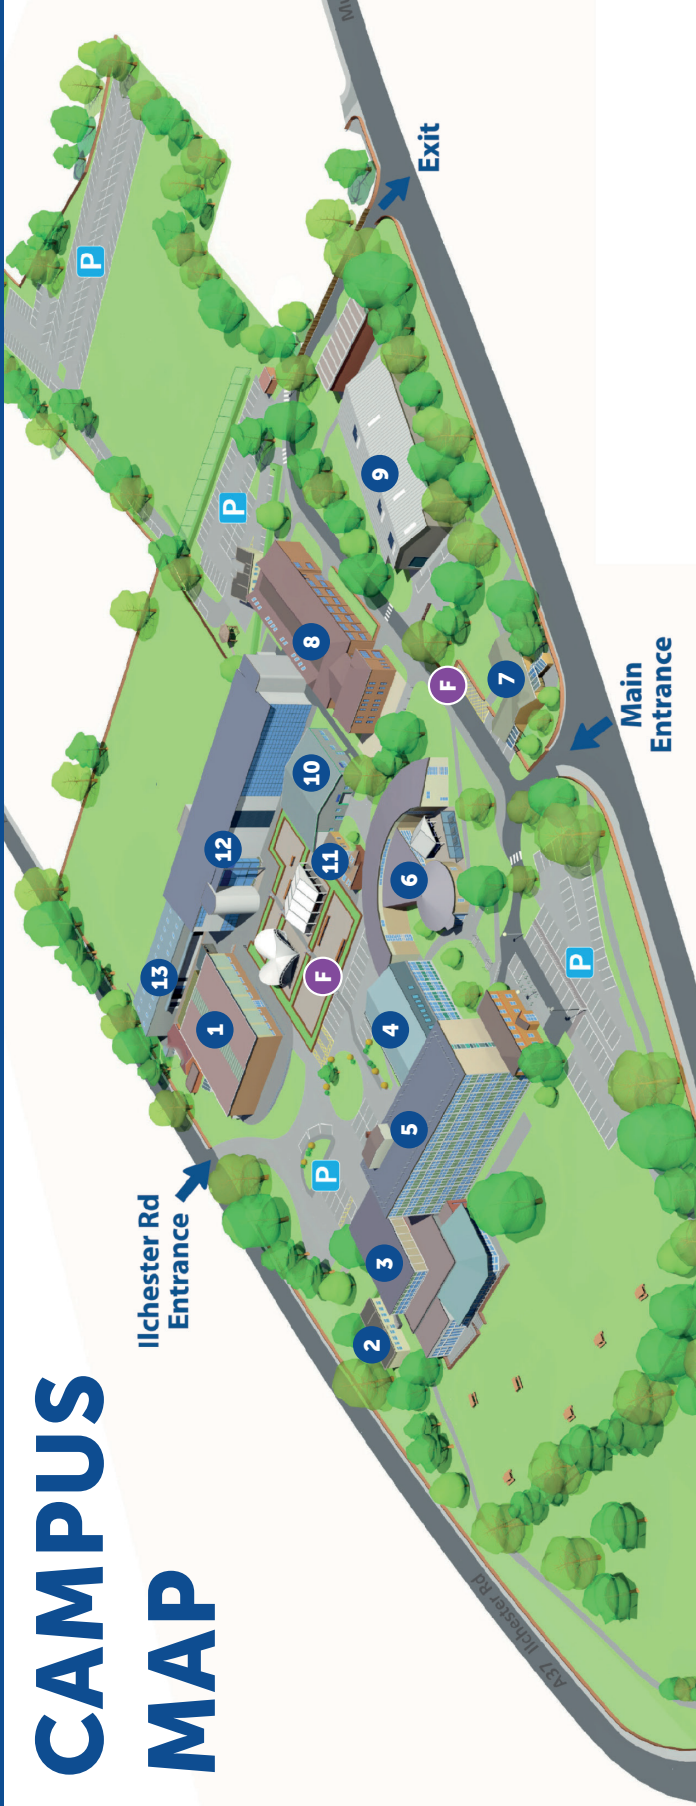 CAMPUS
MAP
Ilchester Rd
Entrance
A37 Ilchester Rd
P
P
P
P
F
F
13
12
1
10
11
8
9
7
6
4
5
3
2
Exit
Main
Entrance